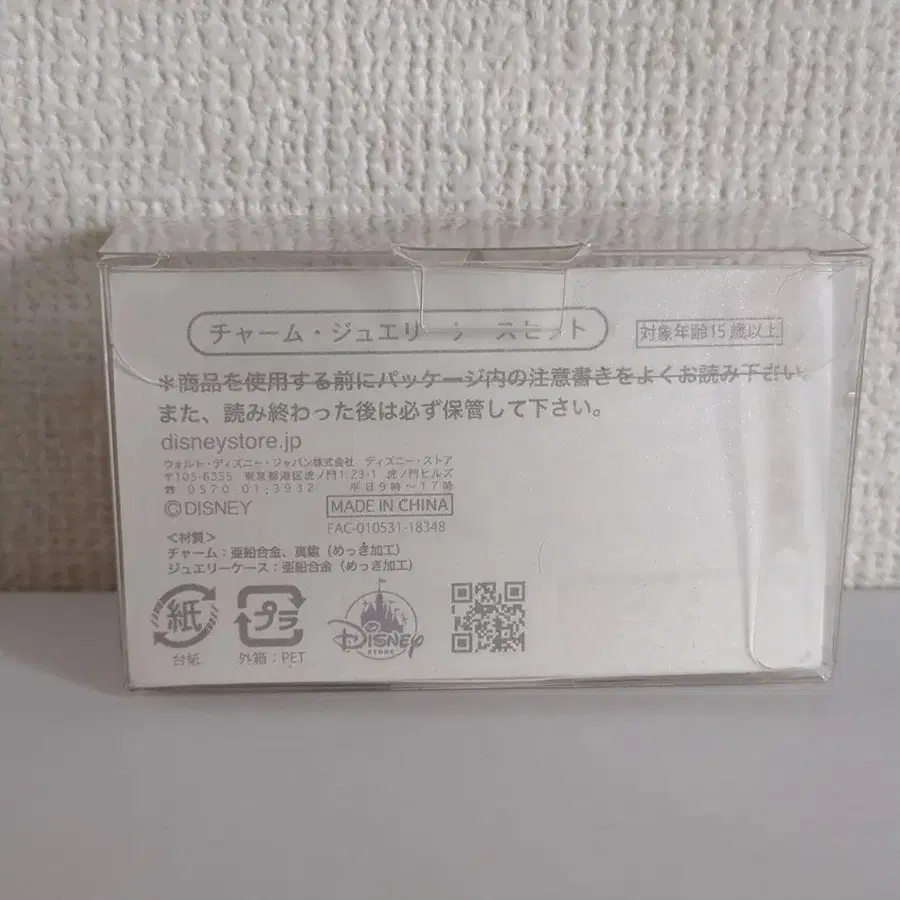 チャーム・ジュエリーケースセット
対象年齢15歳以上
※商品を使用する前にパッケージ内の注意書きをよくお読み下さい。
また、読み終わった後は必ず保管して下さい。
disneystore.jp
ウォルト・ディズニー・ジャパン株式会社 ディズニー・ストア
〒105-6355 東京都港区虎ノ門1-23-1 虎ノ門ヒルズ
☎ 0570-01-3932 平日9時〜17時
©DISNEY
MADE IN CHINA
FAC-010531-18348
<材質>
チャーム：亜鉛合金、真鍮（めっき加工）
ジュエリーケース：亜鉛合金（めっき加工）
紙
プラ
DISNEY
STORE
台紙
外箱：PET